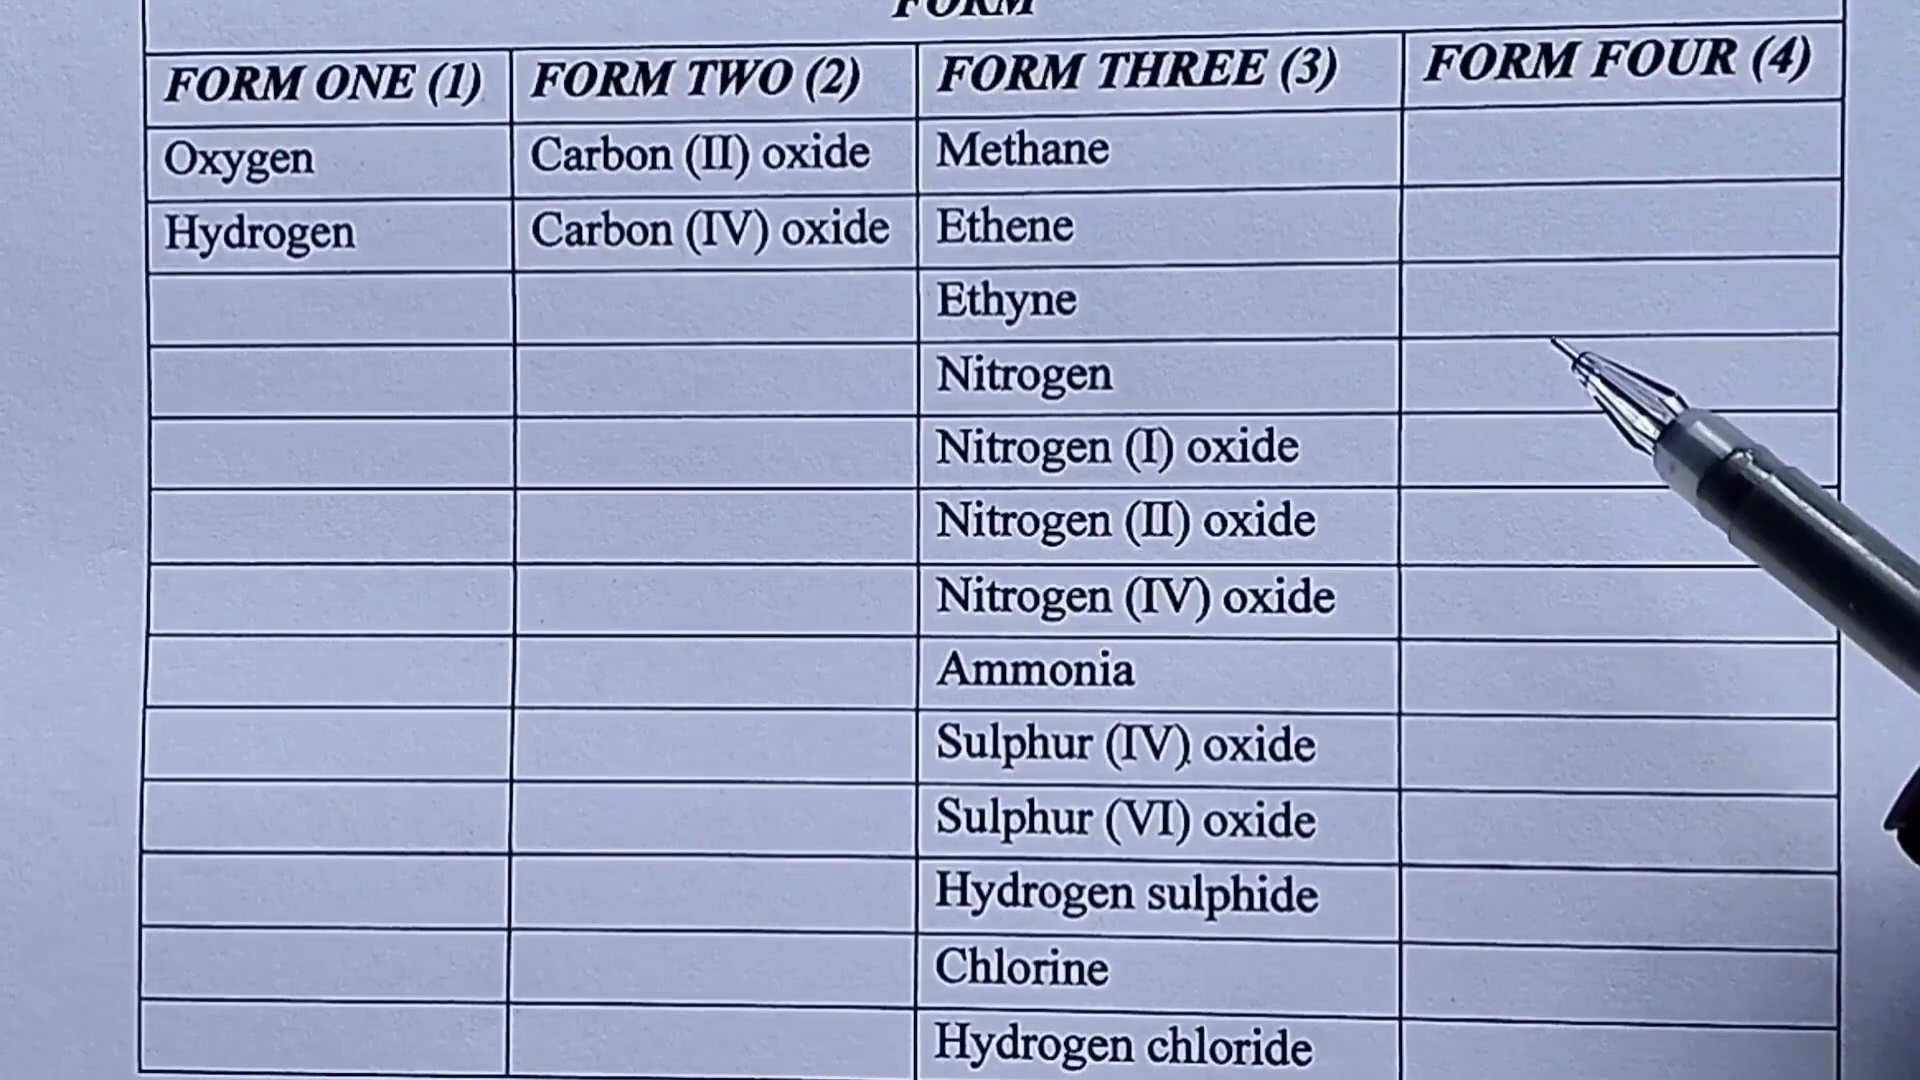 FORM
FORM ONE (1) FORM TWO (2) FORM THREE (3) FORM FOUR (4)
Oxygen Carbon (II) oxide Methane
Hydrogen Carbon (IV) oxide Ethene
Ethyne
Nitrogen
Nitrogen (I) oxide
Nitrogen (II) oxide
Nitrogen (IV) oxide
Ammonia
Sulphur (IV) oxide
Sulphur (VI) oxide
Hydrogen sulphide
Chlorine
Hydrogen chloride